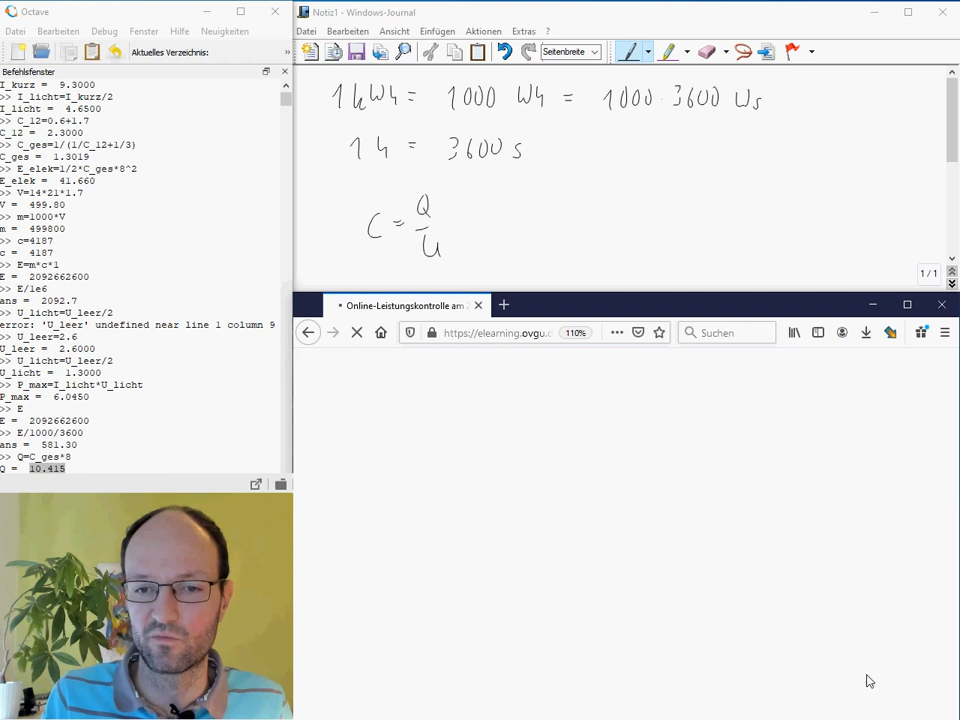 Octave
Datei Bearbeiten Debug Fenster Hilfe Neuigkeiten
Aktuelles Verzeichnis: »
Befehlsfenster
I_kurz = 9.3000
>> I_licht=I_kurz/2
I_licht = 4.6500
>> C_12=0.6+1.7
C_12 = 2.3000
>> C_ges=1/(1/C_12+1/3)
C_ges = 1.3019
>> E_elek=1/2*C_ges*8^2
E_elek = 41.660
>> V=14*21*1.7
V = 499.80
>> m=1000*V
m = 499800
>> c=4187
c = 4187
>> E=m*c*1
E = 2092662600
>> E/1e6
ans = 2092.7
>> U_licht=U_leer/2
error: 'U_leer' undefined near line 1 column 9
>> U_leer=2.6
U_leer = 2.6000
>> U_licht=U_leer/2
U_licht = 1.3000
>> P_max=I_licht*U_licht
P_max = 6.0450
>> E
E = 2092662600
>> E/1000/3600
ans = 581.30
>> Q=C_ges*8
Q = 10.415
Notiz1 - Windows-Journal
Datei Bearbeiten Ansicht Einfügen Aktionen Extras ?
Seitenbreite
1 kWh = 1000 Wh = 1000 · 3600 Ws
1 h = 3600 s
C = Q/U
1 / 1
Online-Leistungskontrolle am
https://elearning.ovgu. 110% Suchen